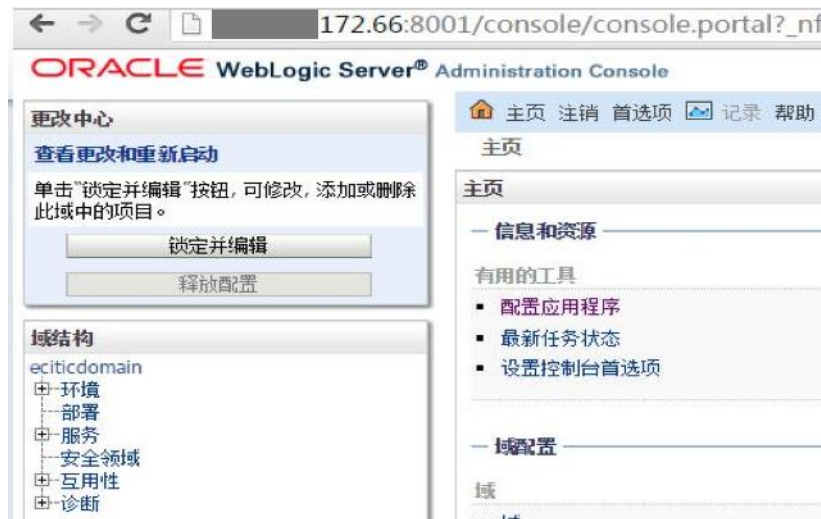 172.66:8001/console/console.portal?_nf
ORACLE WebLogic Server® Administration Console
更改中心
查看更改和重新启动
单击"锁定并编辑"按钮, 可修改, 添加或删除
此域中的项目。
锁定并编辑
释放配置
域结构
eciticdomain
环境
部署
服务
安全领域
互用性
诊断
主页 注销 首选项 记录 帮助
主页
主页
信息和资源
有用的工具
配置应用程序
最新任务状态
设置控制台首选项
域配置
域
域